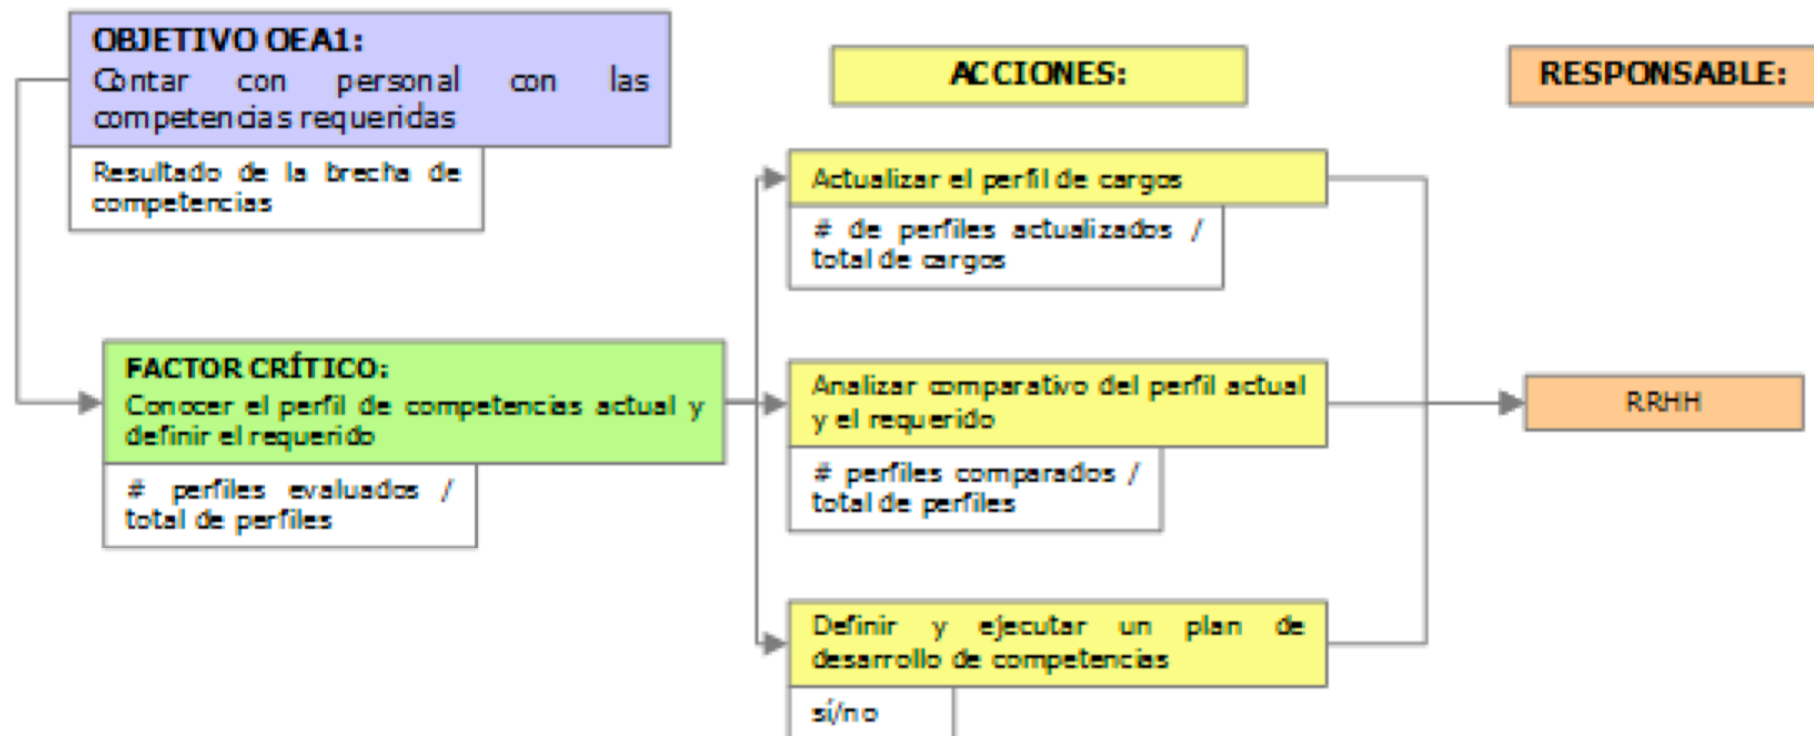 OBJETIVO OEA1:
Contar con personal con las
competencias requeridas
Resultado de la brecha de
competencias
FACTOR CRÍTICO:
Conocer el perfil de competencias actual y
definir el requerido
# perfiles evaluados /
total de perfiles
ACCIONES:
Actualizar el perfil de cargos
# de perfiles actualizados /
total de cargos
Analizar comparativo del perfil actual
y el requerido
# perfiles comparados /
total de perfiles
Definir y ejecutar un plan de
desarrollo de competencias
sí/no
RESPONSABLE:
RRHH